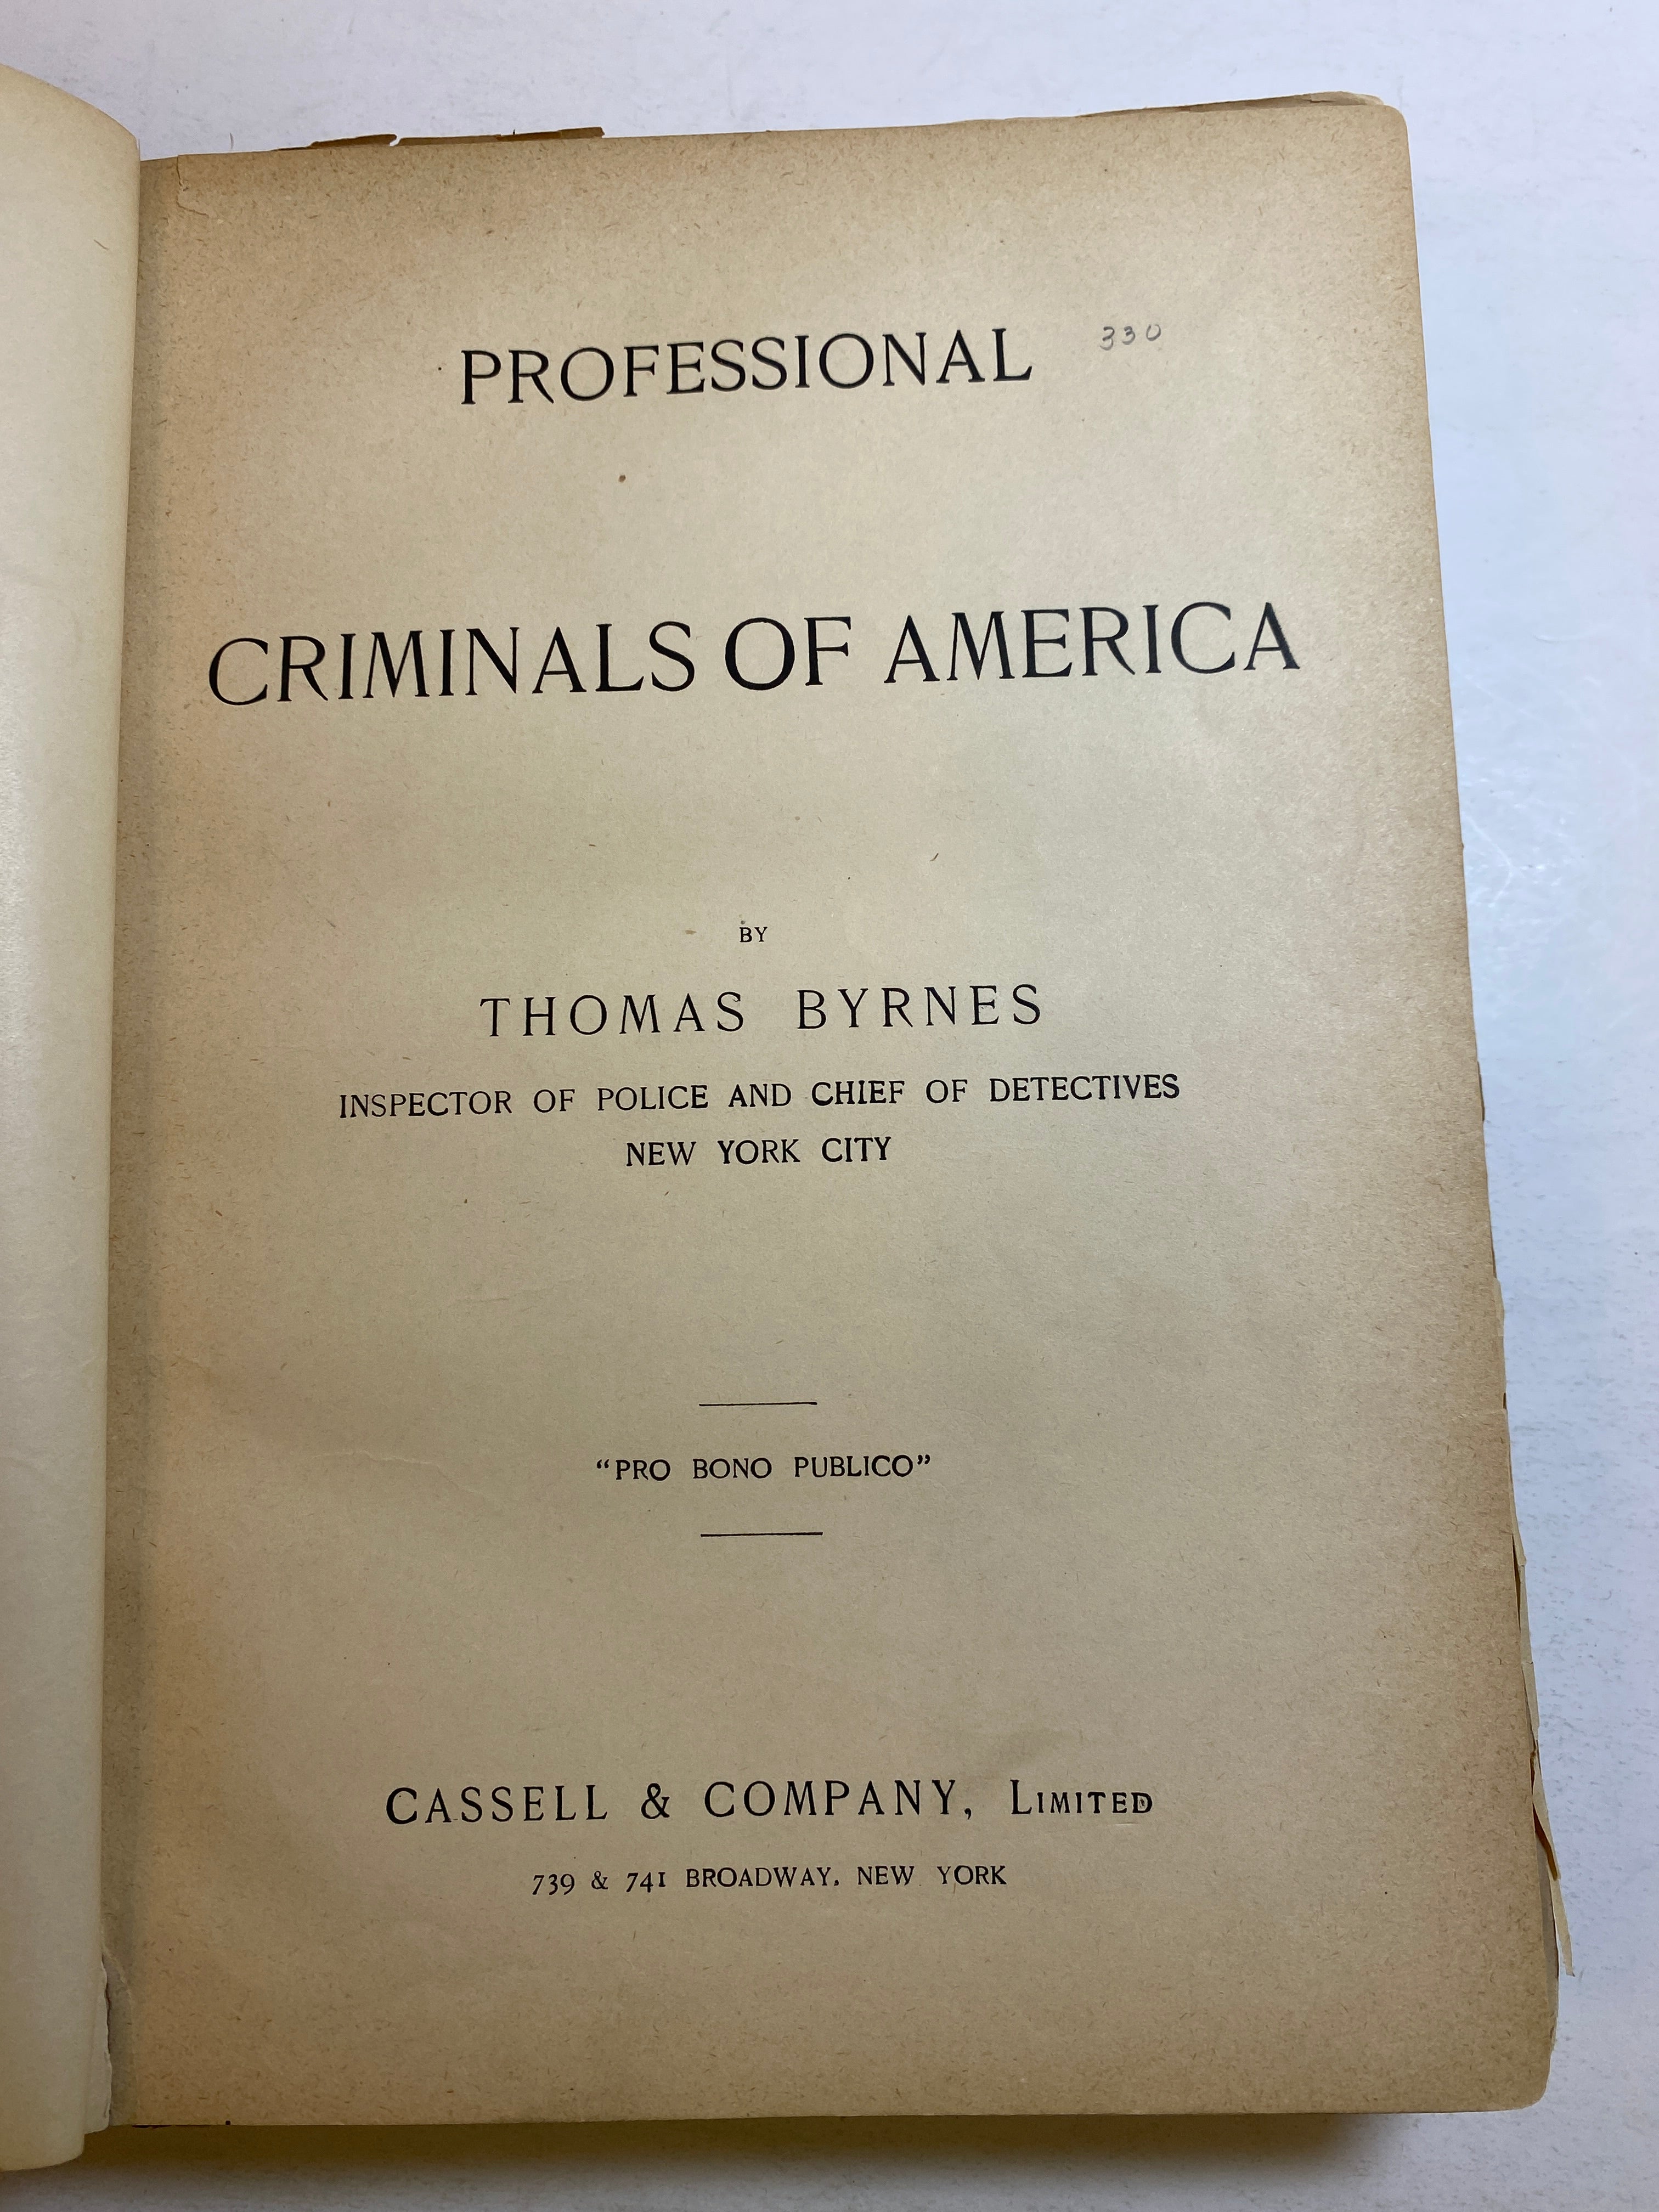 PROFESSIONAL 330
CRIMINALS OF AMERICA
BY
THOMAS BYRNES
INSPECTOR OF POLICE AND CHIEF OF DETECTIVES
NEW YORK CITY
“PRO BONO PUBLICO”
CASSELL & COMPANY, LIMITED
739 & 741 BROADWAY, NEW YORK